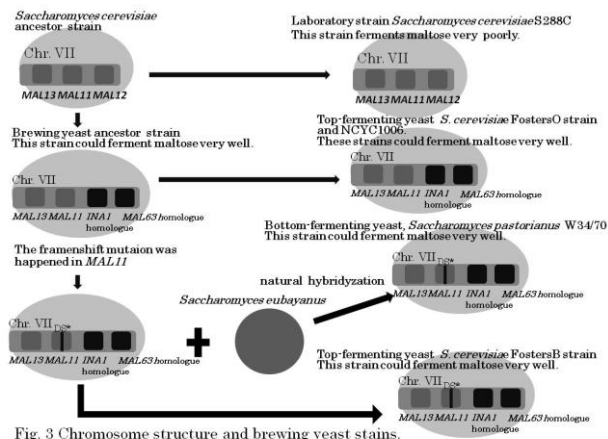 Saccharomyces cerevisiae
ancestor strain
Chr. VII
MAL13 MAL11 MAL12
Laboratory strain Saccharomyces cerevisiae S288C
This strain ferments maltose very poorly.
Chr. VII
MAL13 MAL11 MAL12
Brewing yeast ancestor strain
This strain could ferment maltose very well.
Chr. VII
MAL13 MAL11 INA1 MAL63 homologue
homologue
Top-fermenting yeast S. cerevisiae FostersO strain
and NCYC1006.
These strains could ferment maltose very well.
Chr. VII
MAL13 MAL11 INA1 MAL63 homologue
homologue
The framenshift mutaion was
happened in MAL11
Chr. VII
DS*
MAL13 MAL11 INA1 MAL63 homologue
homologue
Saccharomyces eubayanus
natural hybridyzation
Bottom-fermenting yeast, Saccharomyces pastorianus W34/70
This strain could ferment maltose very well.
Chr. VII
DS*
MAL13 MAL11 INA1 MAL63 homologue
homologue
Top-fermenting yeast S. cerevisiae FostersB strain
This strain could ferment maltose very well.
Chr. VII
DS*
MAL13 MAL11 INA1 MAL63 homologue
homologue
Fig. 3 Chromosome structure and brewing yeast stains.